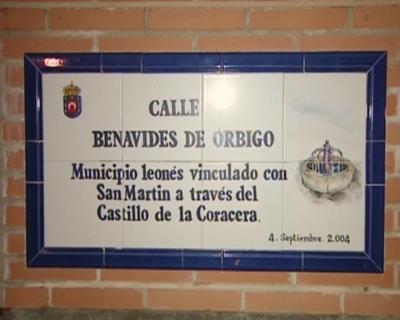 CALLE
BENAVIDES DE ÓRBIGO
Municipio leonés vinculado con
San Martin a través del
Castillo de la Coracera.
4. Septiembre. 2.004